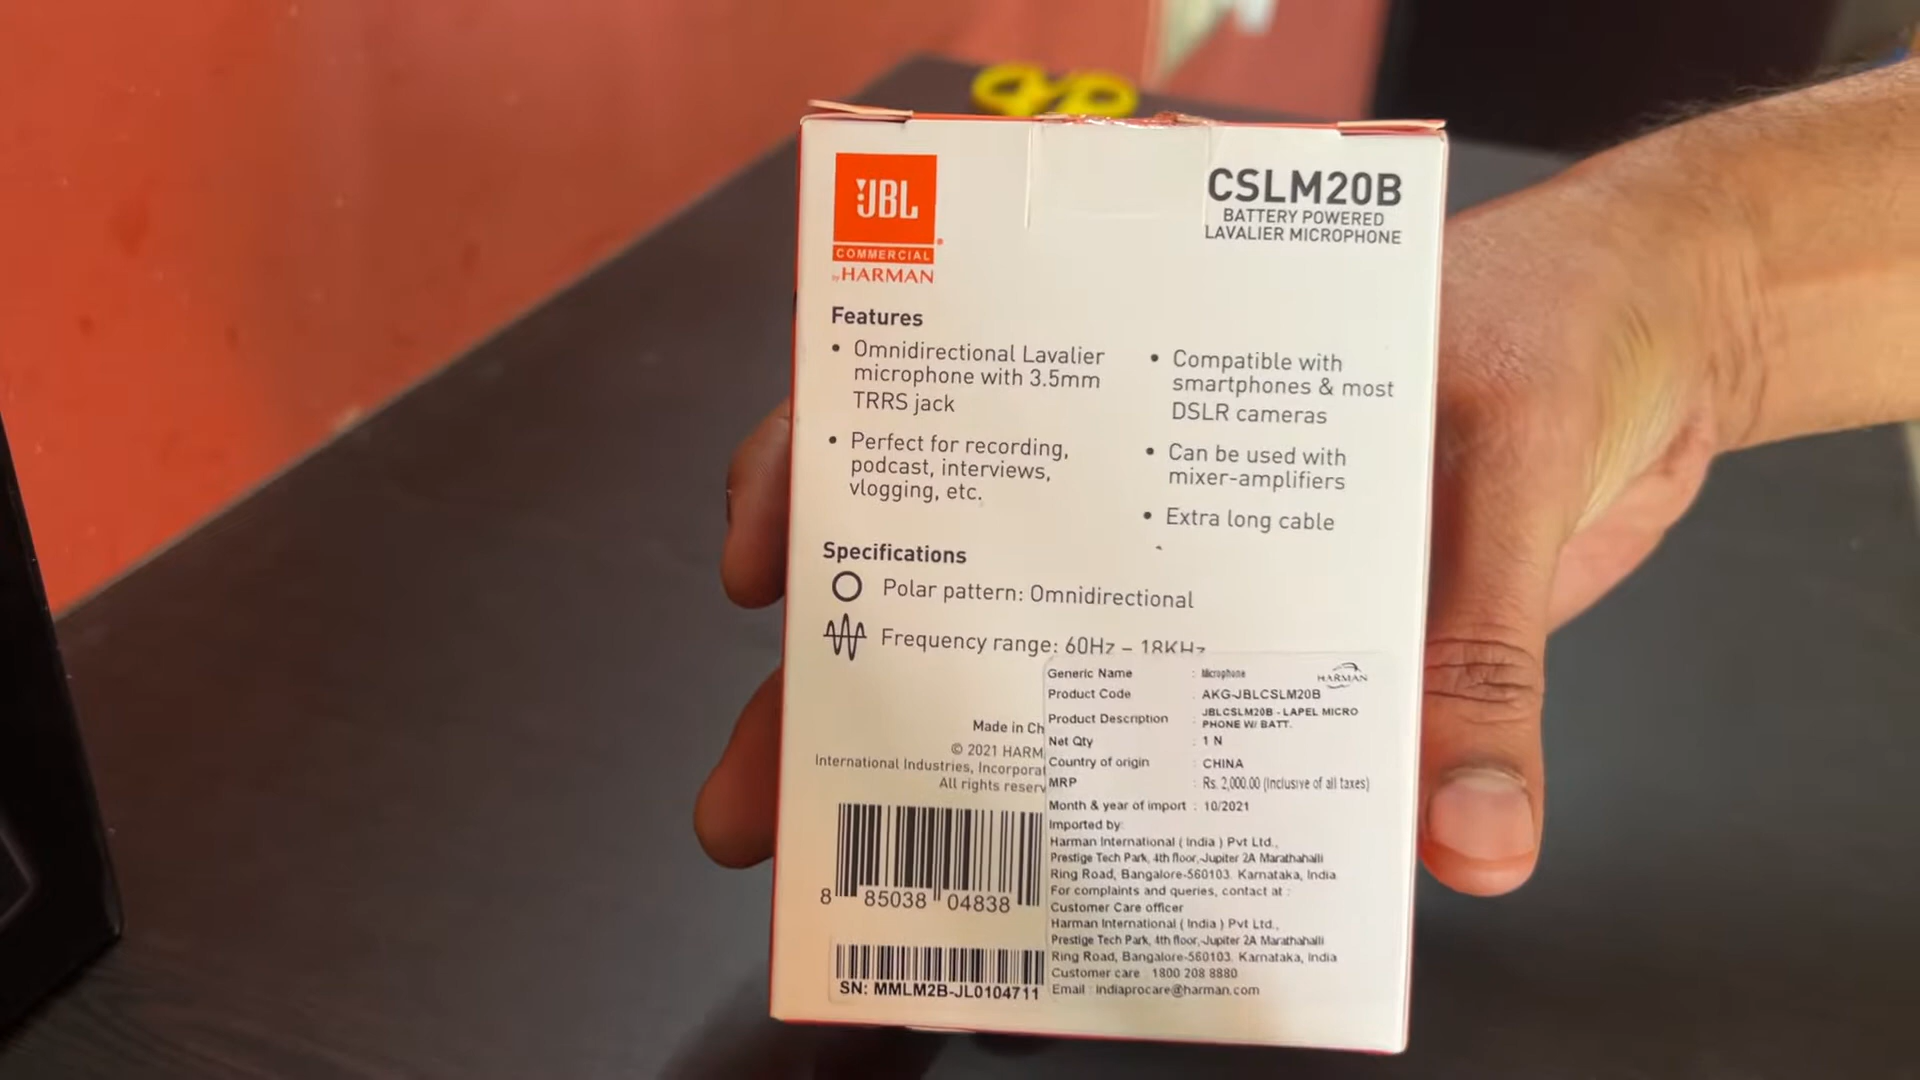 JBL
COMMERCIAL
by HARMAN
CSLM20B
BATTERY POWERED
LAVALIER MICROPHONE
Features
• Omnidirectional Lavalier
microphone with 3.5mm
TRRS jack
• Perfect for recording,
podcast, interviews,
vlogging, etc.
• Compatible with
smartphones & most
DSLR cameras
• Can be used with
mixer-amplifiers
• Extra long cable
Specifications
Polar pattern: Omnidirectional
Frequency range: 60Hz – 18KHz
Made in Ch
© 2021 HARM
International Industries, Incorporat
All rights reserv
8 85038 04838
SN: MMLM2B-JL0104711
HARMAN
Generic Name : Microphone
Product Code : AKG-JBLCSLM20B
Product Description : JBLCSLM20B - LAPEL MICRO
PHONE W/ BATT.
Net Qty : 1 N
Country of origin : CHINA
MRP : Rs. 2,000.00 (Inclusive of all taxes)
Month & year of import : 10/2021
Imported by:
Harman International ( India ) Pvt Ltd.,
Prestige Tech Park, 4th floor,-Jupiter 2A Marathahalli
Ring Road, Bangalore-560103. Karnataka, India
For complaints and queries, contact at :
Customer Care officer
Harman International ( India ) Pvt Ltd.,
Prestige Tech Park, 4th floor,-Jupiter 2A Marathahalli
Ring Road, Bangalore-560103. Karnataka, India
Customer care : 1800 208 8880
Email : indiaprocare@harman.com